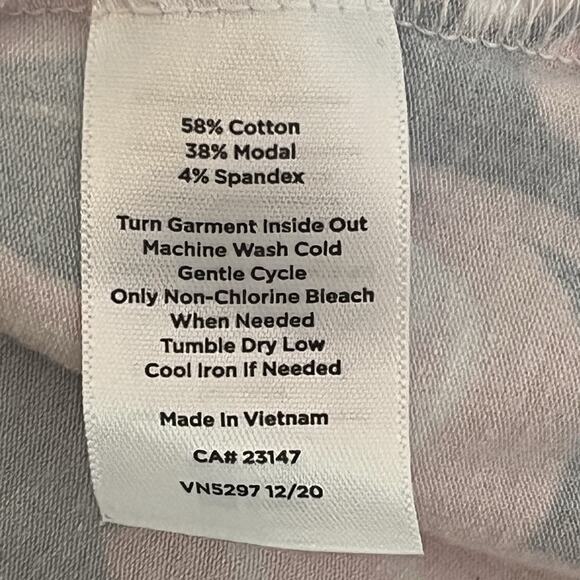 58% Cotton
38% Modal
4% Spandex
Turn Garment Inside Out
Machine Wash Cold
Gentle Cycle
Only Non-Chlorine Bleach
When Needed
Tumble Dry Low
Cool Iron If Needed
Made In Vietnam
CA# 23147
VN5297 12/20